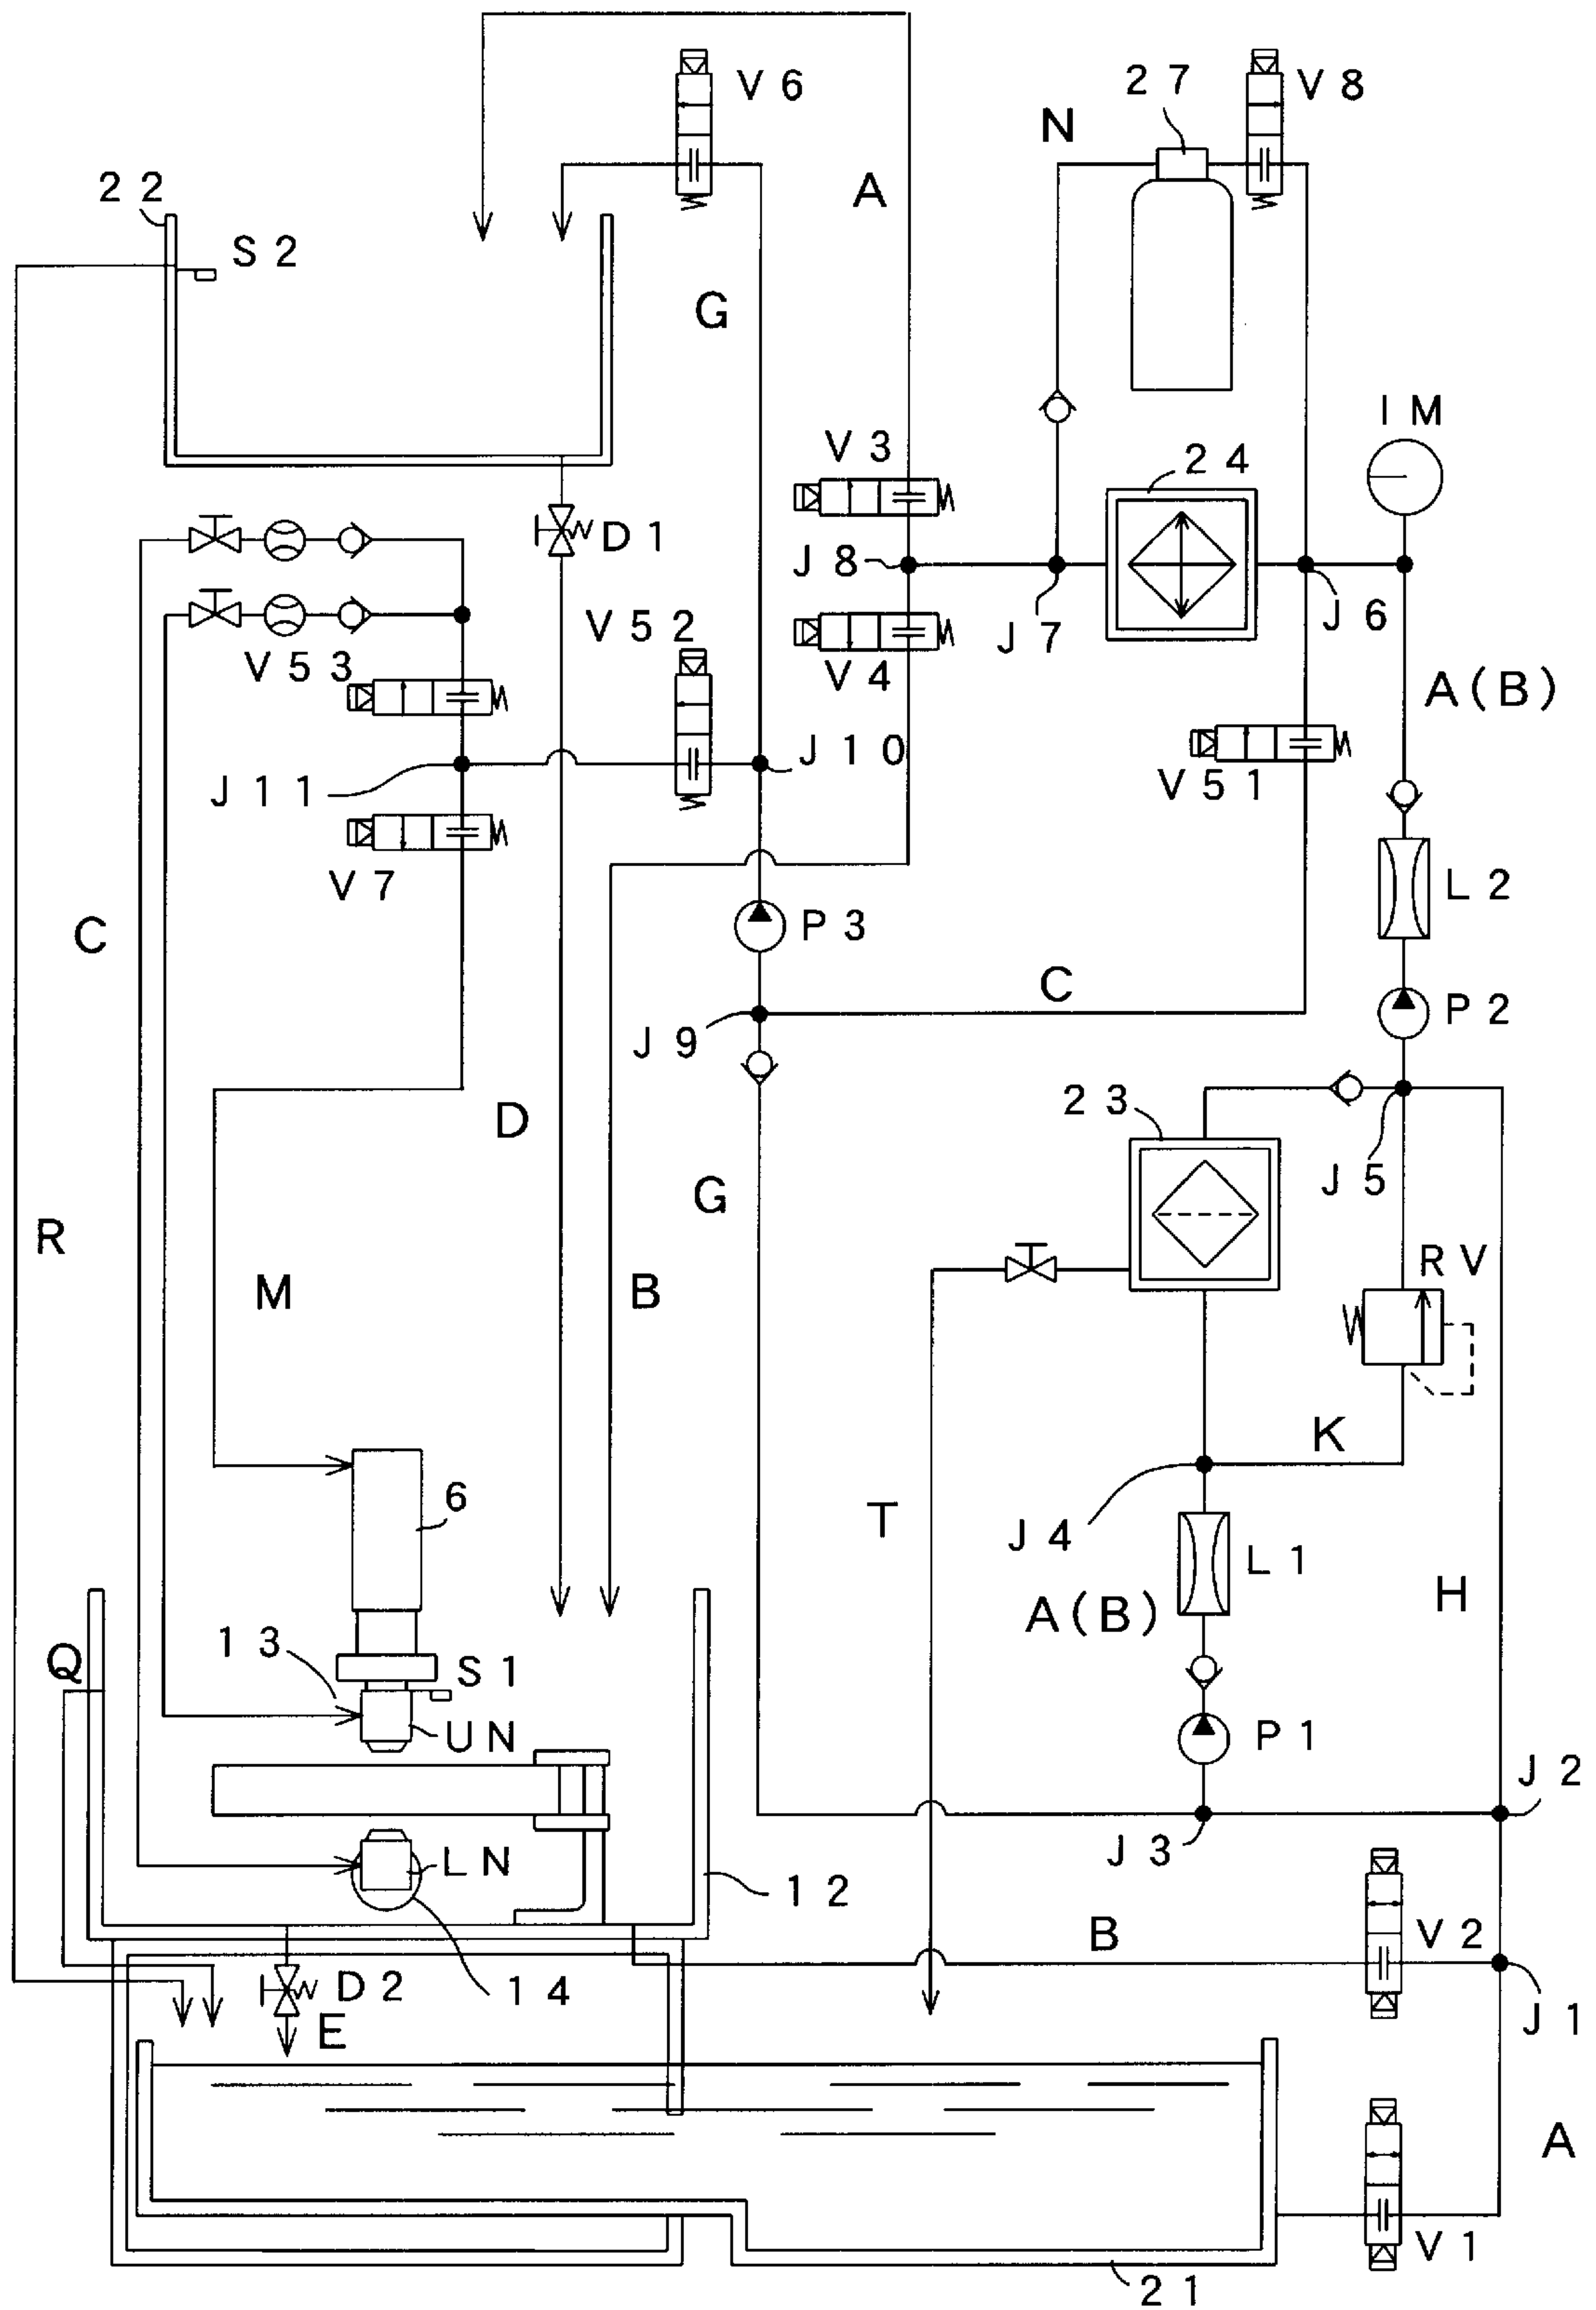 V6
27
V8
N
A
22
S2
G
IM
V3
24
D1
J8
V52
J7
J6
V53
V4
A(B)
J10
J11
V51
V7
L2
C
P3
C
P2
J9
23
D
J5
G
R
RV
M
B
K
6
T
J4
L1
H
A(B)
13
Q
S1
UN
P1
J2
J3
LN
12
B
V2
D2
14
J1
E
A
V1
21